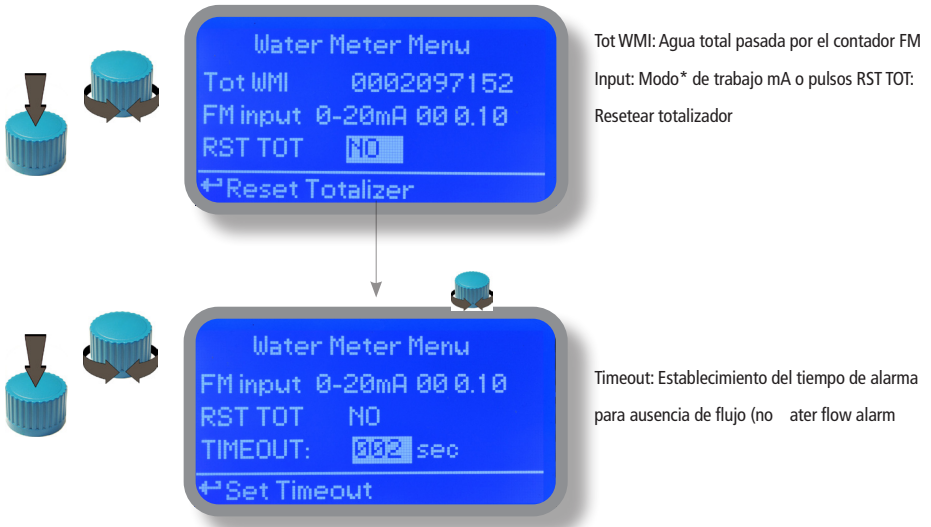 Water Meter Menu
Tot WMI 0002097152
FM input 0-20mA 00 0.10
RST TOT NO
↵Reset Totalizer
Tot WMI: Agua total pasada por el contador FM
Input: Modo* de trabajo mA o pulsos RST TOT:
Resetear totalizador
Water Meter Menu
FM input 0-20mA 00 0.10
RST TOT NO
TIMEOUT: 002 sec
↵Set Timeout
Timeout: Establecimiento del tiempo de alarma
para ausencia de flujo (no ater flow alarm